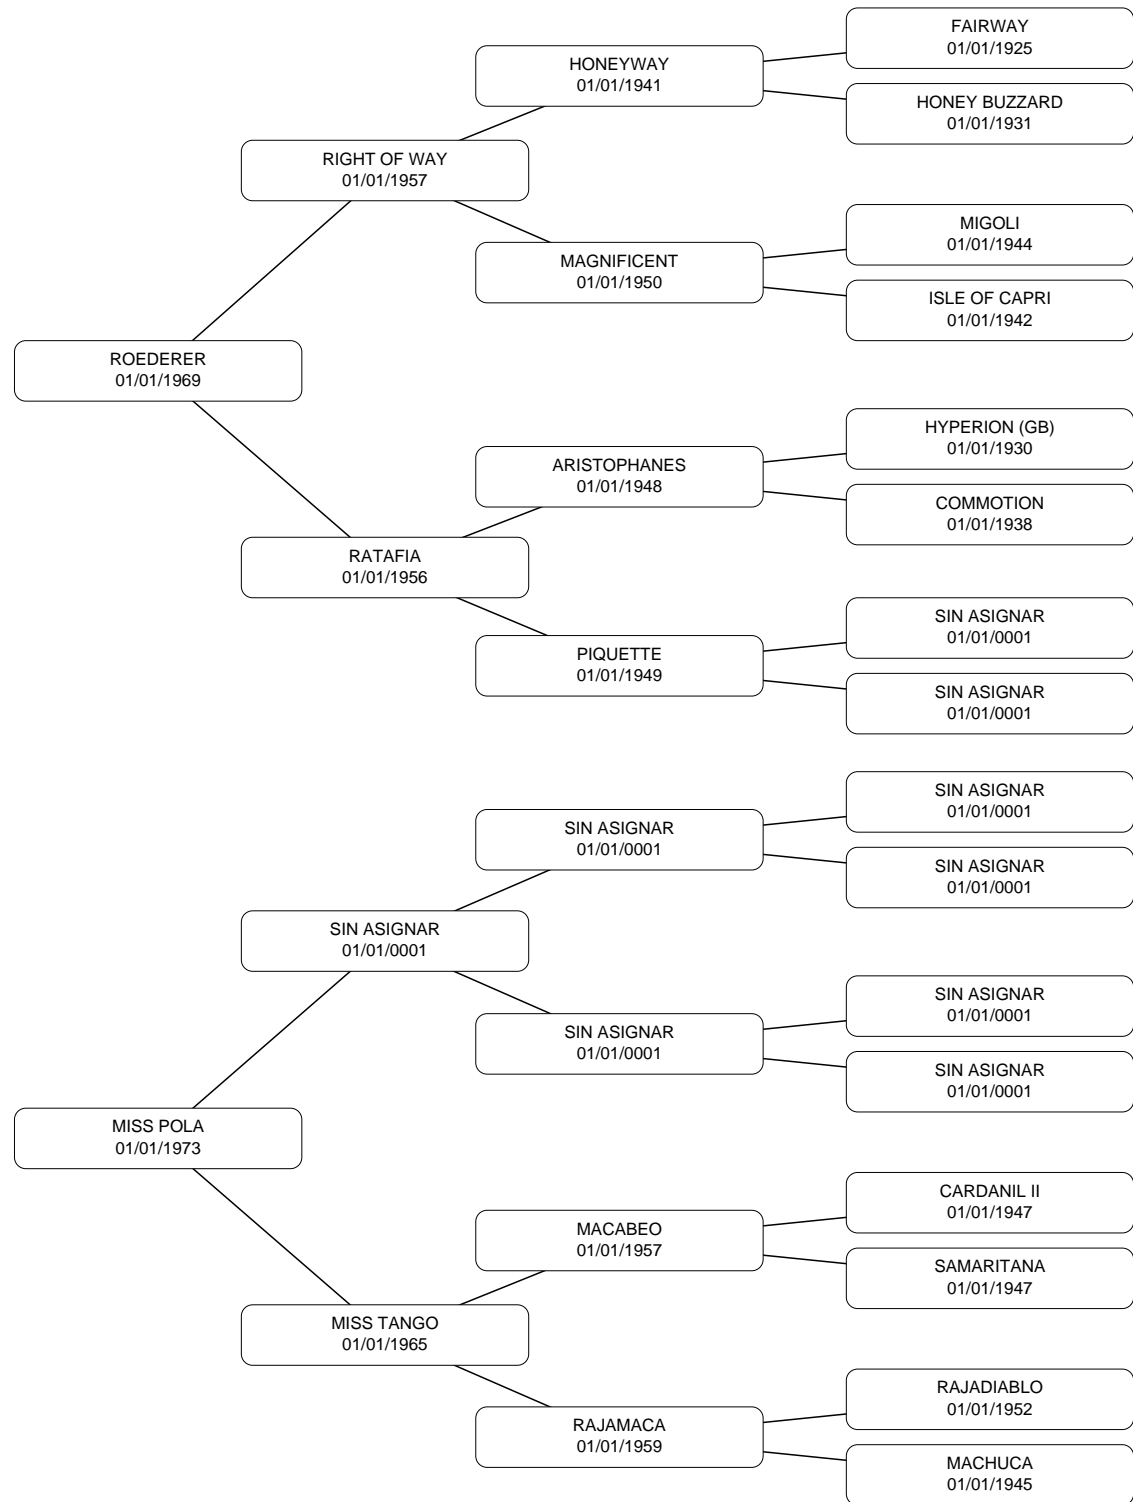 FAIRWAY
01/01/1925
HONEYWAY
01/01/1941
HONEY BUZZARD
01/01/1931
RIGHT OF WAY
01/01/1957
MIGOLI
01/01/1944
MAGNIFICENT
01/01/1950
ISLE OF CAPRI
01/01/1942
ROEDERER
01/01/1969
HYPERION (GB)
01/01/1930
ARISTOPHANES
01/01/1948
COMMOTION
01/01/1938
RATAFIA
01/01/1956
SIN ASIGNAR
01/01/0001
PIQUETTE
01/01/1949
SIN ASIGNAR
01/01/0001
SIN ASIGNAR
01/01/0001
SIN ASIGNAR
01/01/0001
SIN ASIGNAR
01/01/0001
SIN ASIGNAR
01/01/0001
SIN ASIGNAR
01/01/0001
SIN ASIGNAR
01/01/0001
SIN ASIGNAR
01/01/0001
MISS POLA
01/01/1973
CARDANIL II
01/01/1947
MACABEO
01/01/1957
SAMARITANA
01/01/1947
MISS TANGO
01/01/1965
RAJADIABLO
01/01/1952
RAJAMACA
01/01/1959
MACHUCA
01/01/1945